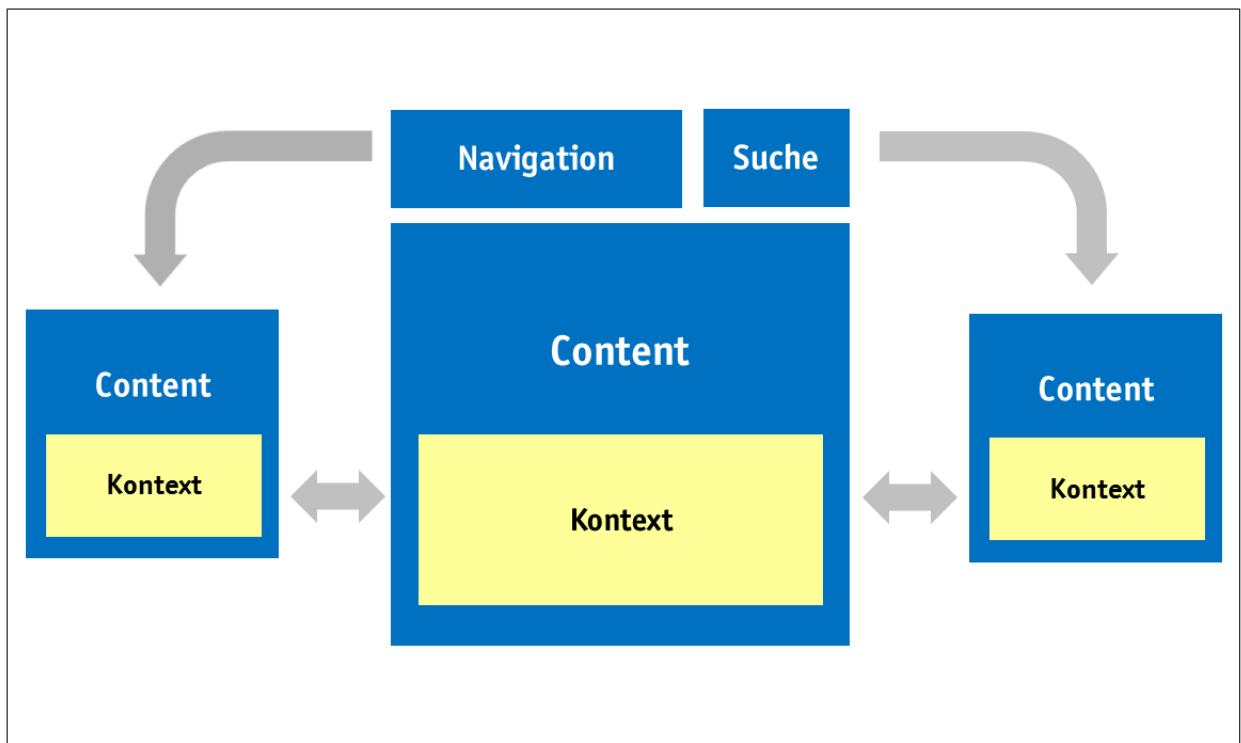 Navigation
Suche
Content
Content
Content
Kontext
Kontext
Kontext